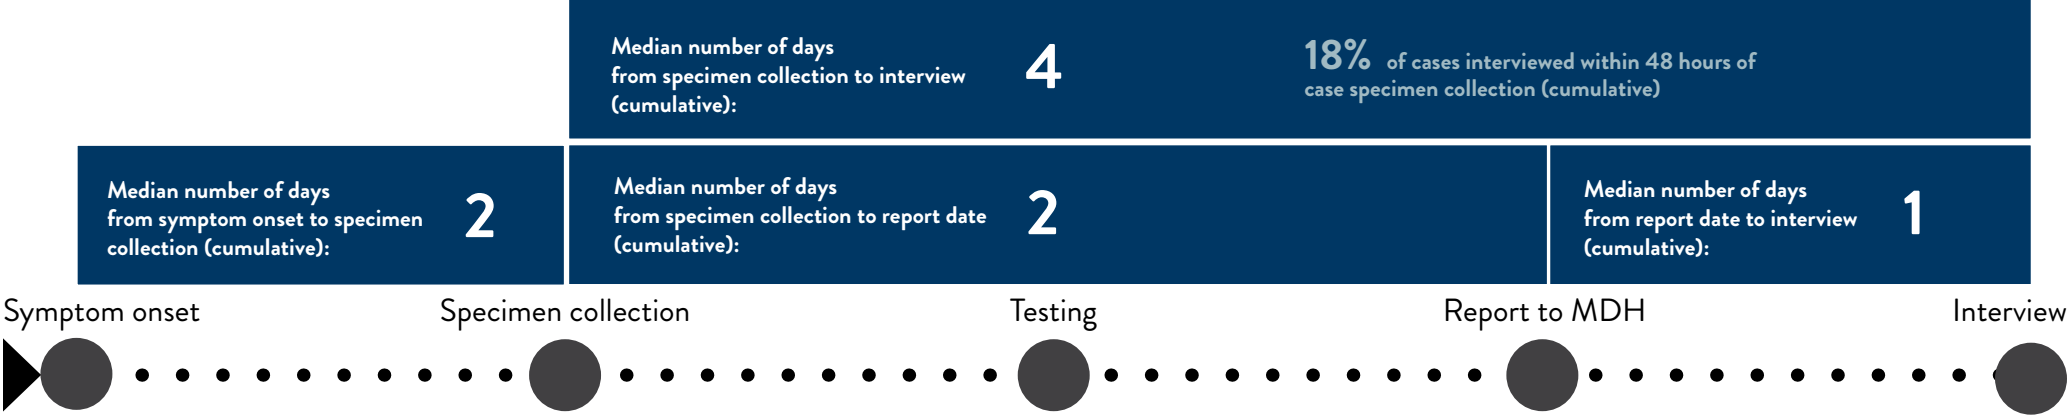 Median number of days
from specimen collection to interview
(cumulative):
4
18% of cases interviewed within 48 hours of
case specimen collection (cumulative)
Median number of days
from symptom onset to specimen
collection (cumulative):
2
Median number of days
from specimen collection to report date
(cumulative):
2
Median number of days
from report date to interview
(cumulative):
1
Symptom onset
Specimen collection
Testing
Report to MDH
Interview